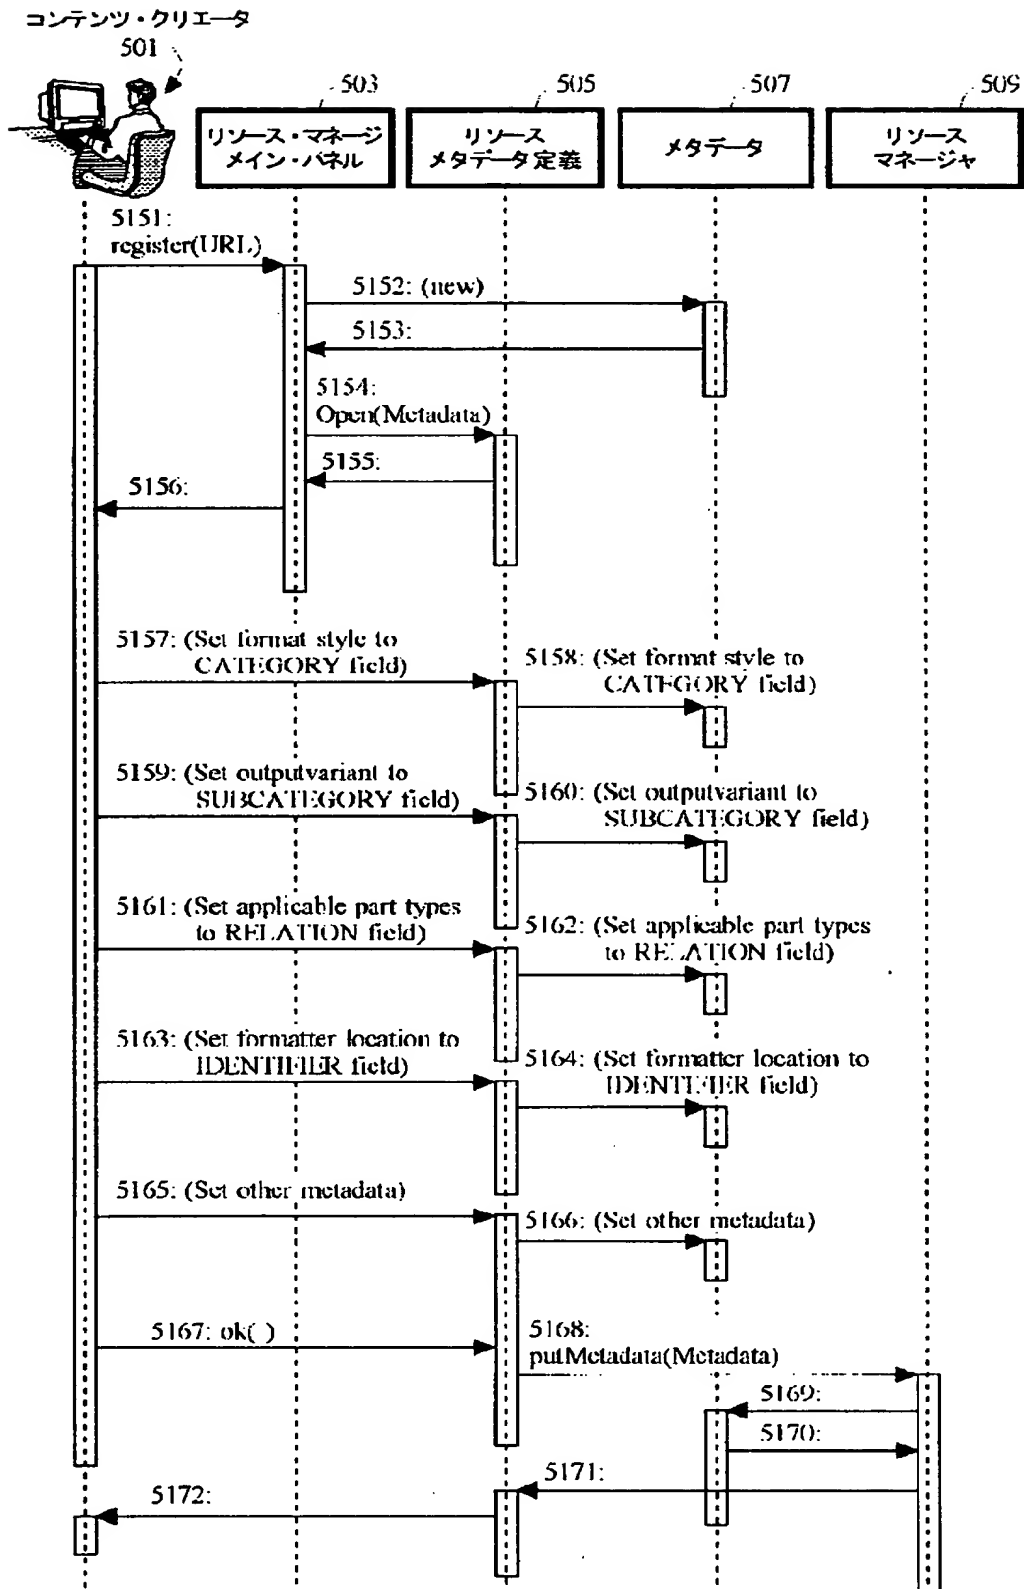 コンテンツ・クリエータ
501
503
505
507
509
リソース・マネージ
メイン・パネル
リソース
メタデータ定義
メタデータ
リソース
マネージャ
5151:
register(URL)
5152: (new)
5153:
5154:
Open(Metadata)
5155:
5156:
5157: (Set format style to
CATEGORY field)
5158: (Set format style to
CATEGORY field)
5159: (Set outputvariant to
SUBCATEGORY field)
5160: (Set outputvariant to
SUBCATEGORY field)
5161: (Set applicable part types
to RELATION field)
5162: (Set applicable part types
to RELATION field)
5163: (Set formatter location to
IDENTIFIER field)
5164: (Set formatter location to
IDENTIFIER field)
5165: (Set other metadata)
5166: (Set other metadata)
5167: ok( )
5168:
putMetadata(Metadata)
5169:
5170:
5171:
5172: